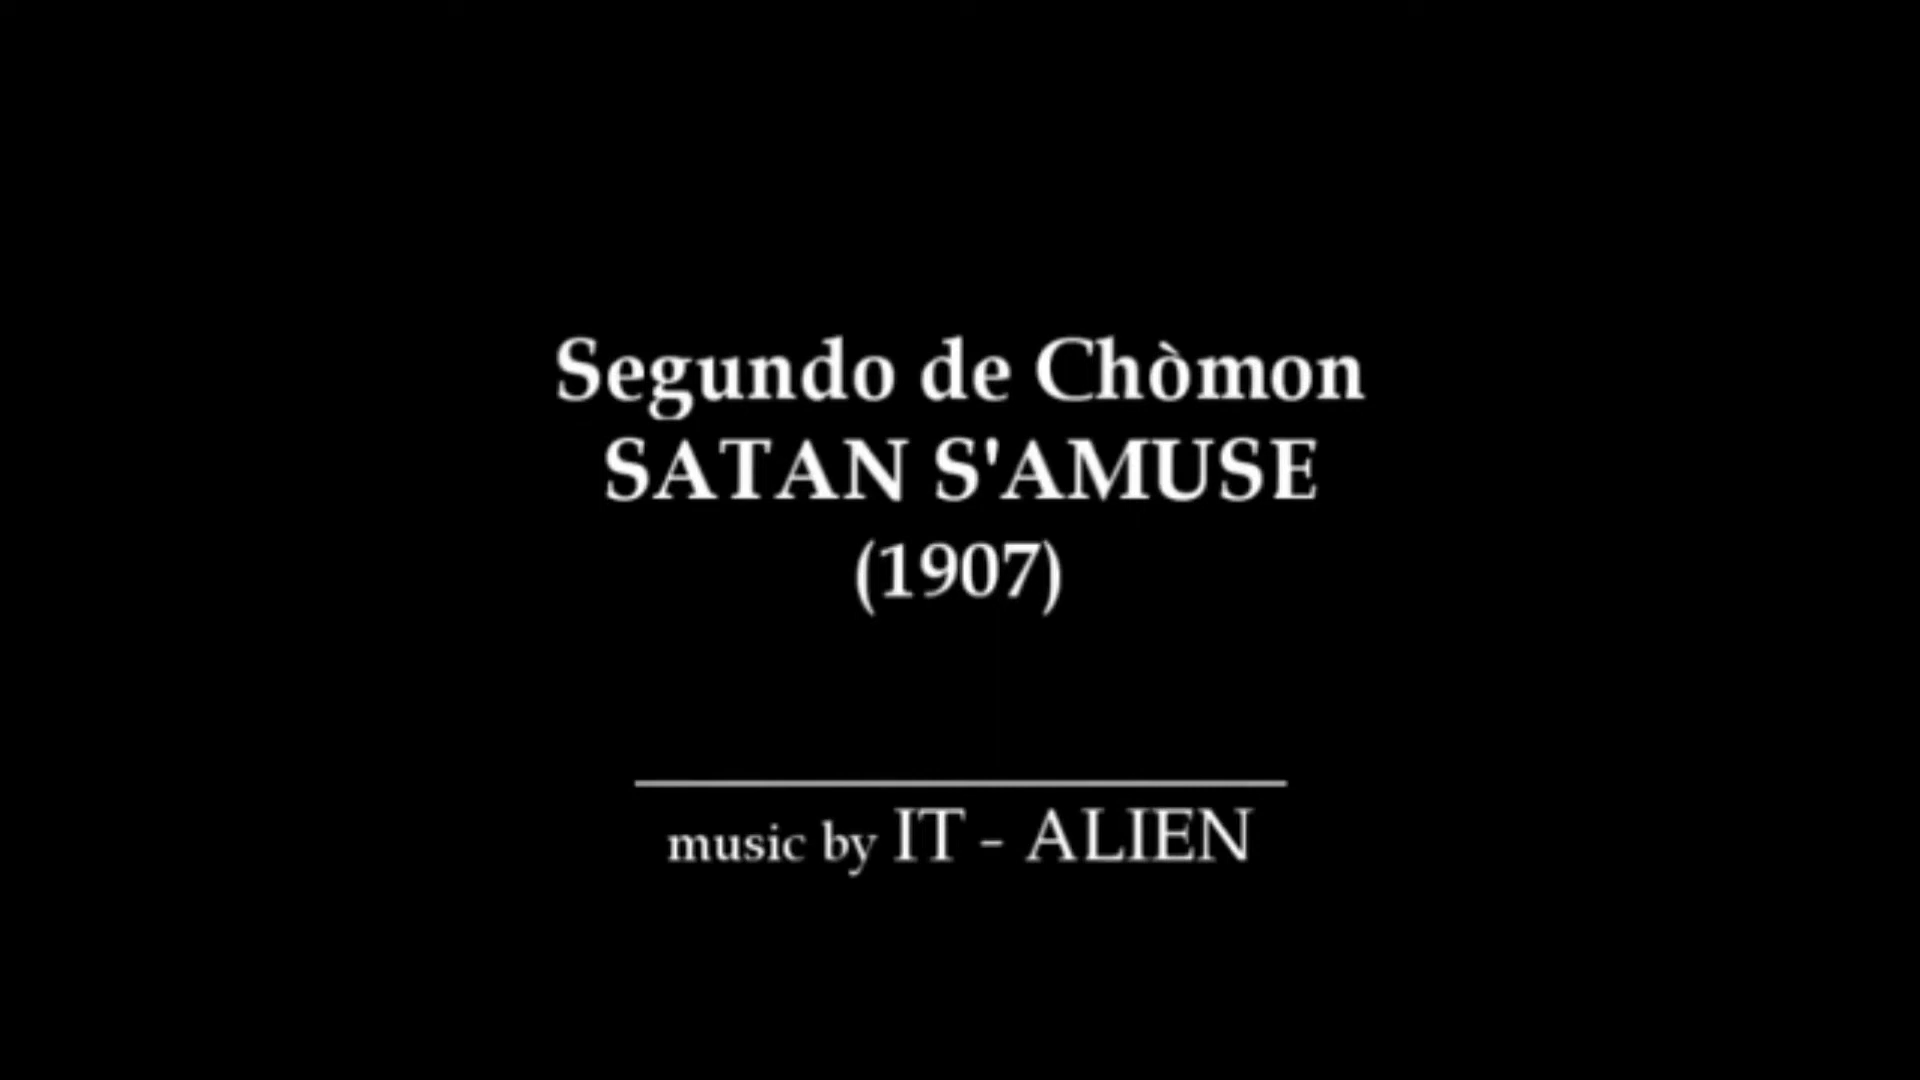 Segundo de Chòmon
SATAN S'AMUSE
(1907)
music by IT - ALIEN